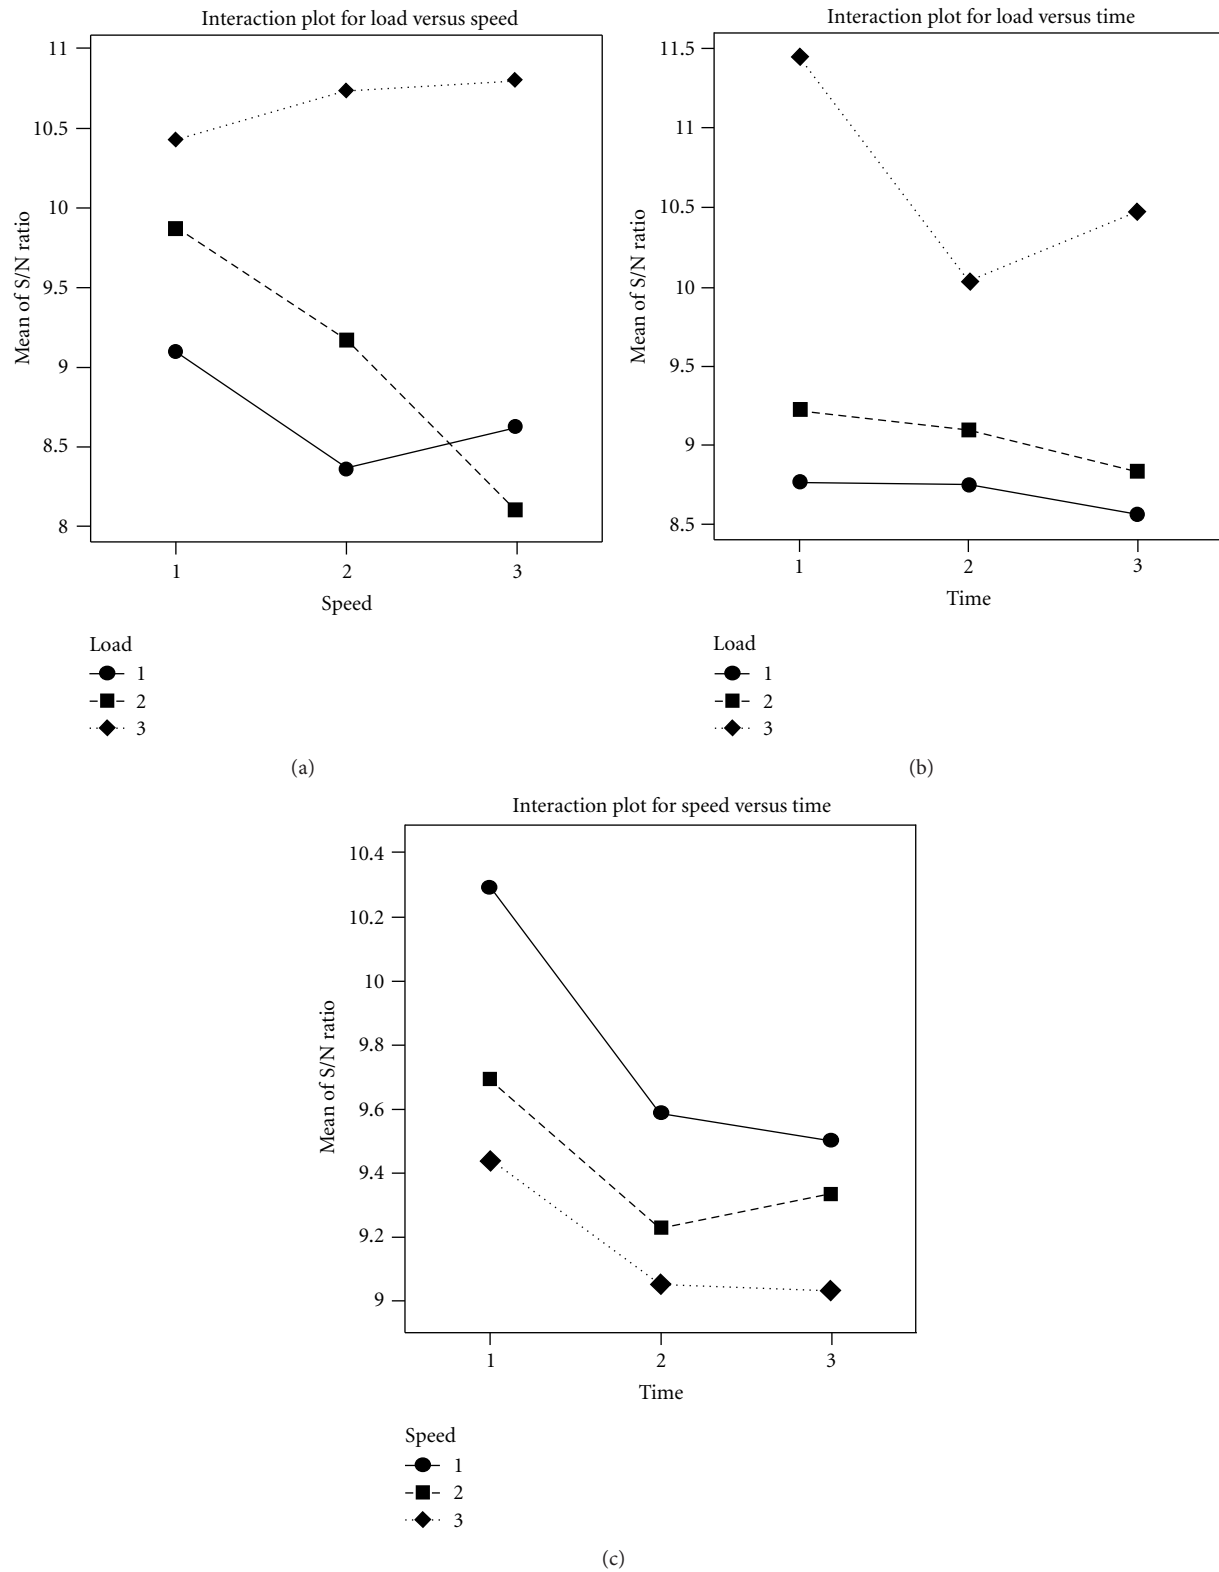 Interaction plot for load versus speed
11
10.5
10
9.5
9
8.5
8
Mean of S/N ratio
1 2 3
Speed
Load
1
2
3
(a)
Interaction plot for load versus time
11.5
11
10.5
10
9.5
9
8.5
Mean of S/N ratio
1 2 3
Time
Load
1
2
3
(b)
Interaction plot for speed versus time
10.4
10.2
10
9.8
9.6
9.4
9.2
9
Mean of S/N ratio
1 2 3
Time
Speed
1
2
3
(c)